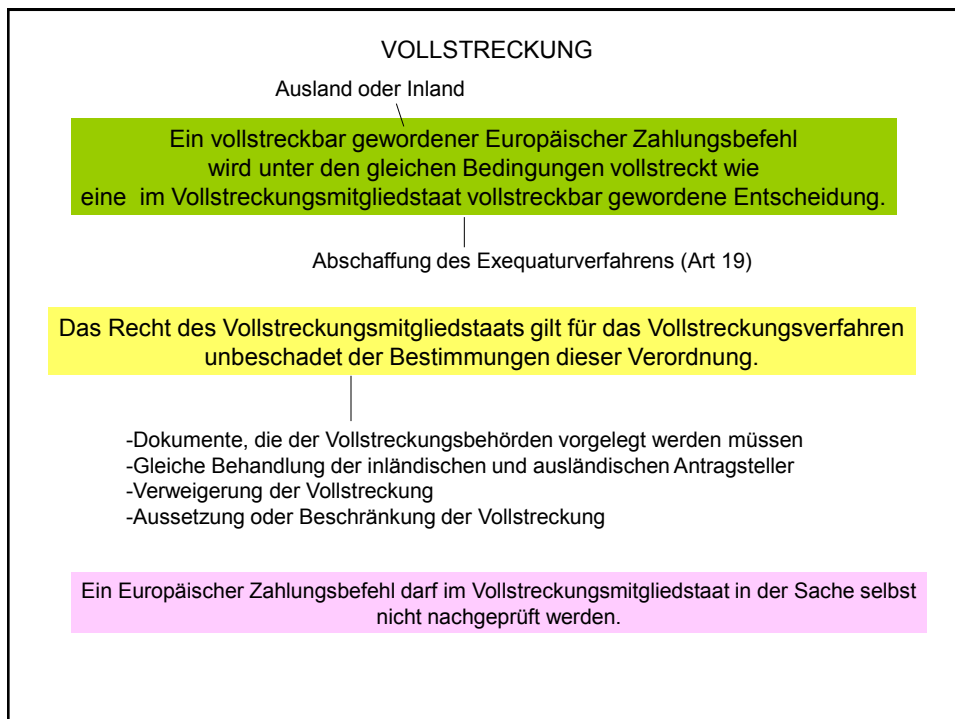 VOLLSTRECKUNG
Ausland oder Inland
Ein vollstreckbar gewordener Europäischer Zahlungsbefehl
wird unter den gleichen Bedingungen vollstreckt wie
eine  im Vollstreckungsmitgliedstaat vollstreckbar gewordene Entscheidung.
Abschaffung des Exequaturverfahrens (Art 19)
Das Recht des Vollstreckungsmitgliedstaats gilt für das Vollstreckungsverfahren
unbeschadet der Bestimmungen dieser Verordnung.
-Dokumente, die der Vollstreckungsbehörden vorgelegt werden müssen
-Gleiche Behandlung der inländischen und ausländischen Antragsteller
-Verweigerung der Vollstreckung
-Aussetzung oder Beschränkung der Vollstreckung
Ein Europäischer Zahlungsbefehl darf im Vollstreckungsmitgliedstaat in der Sache selbst
nicht nachgeprüft werden.